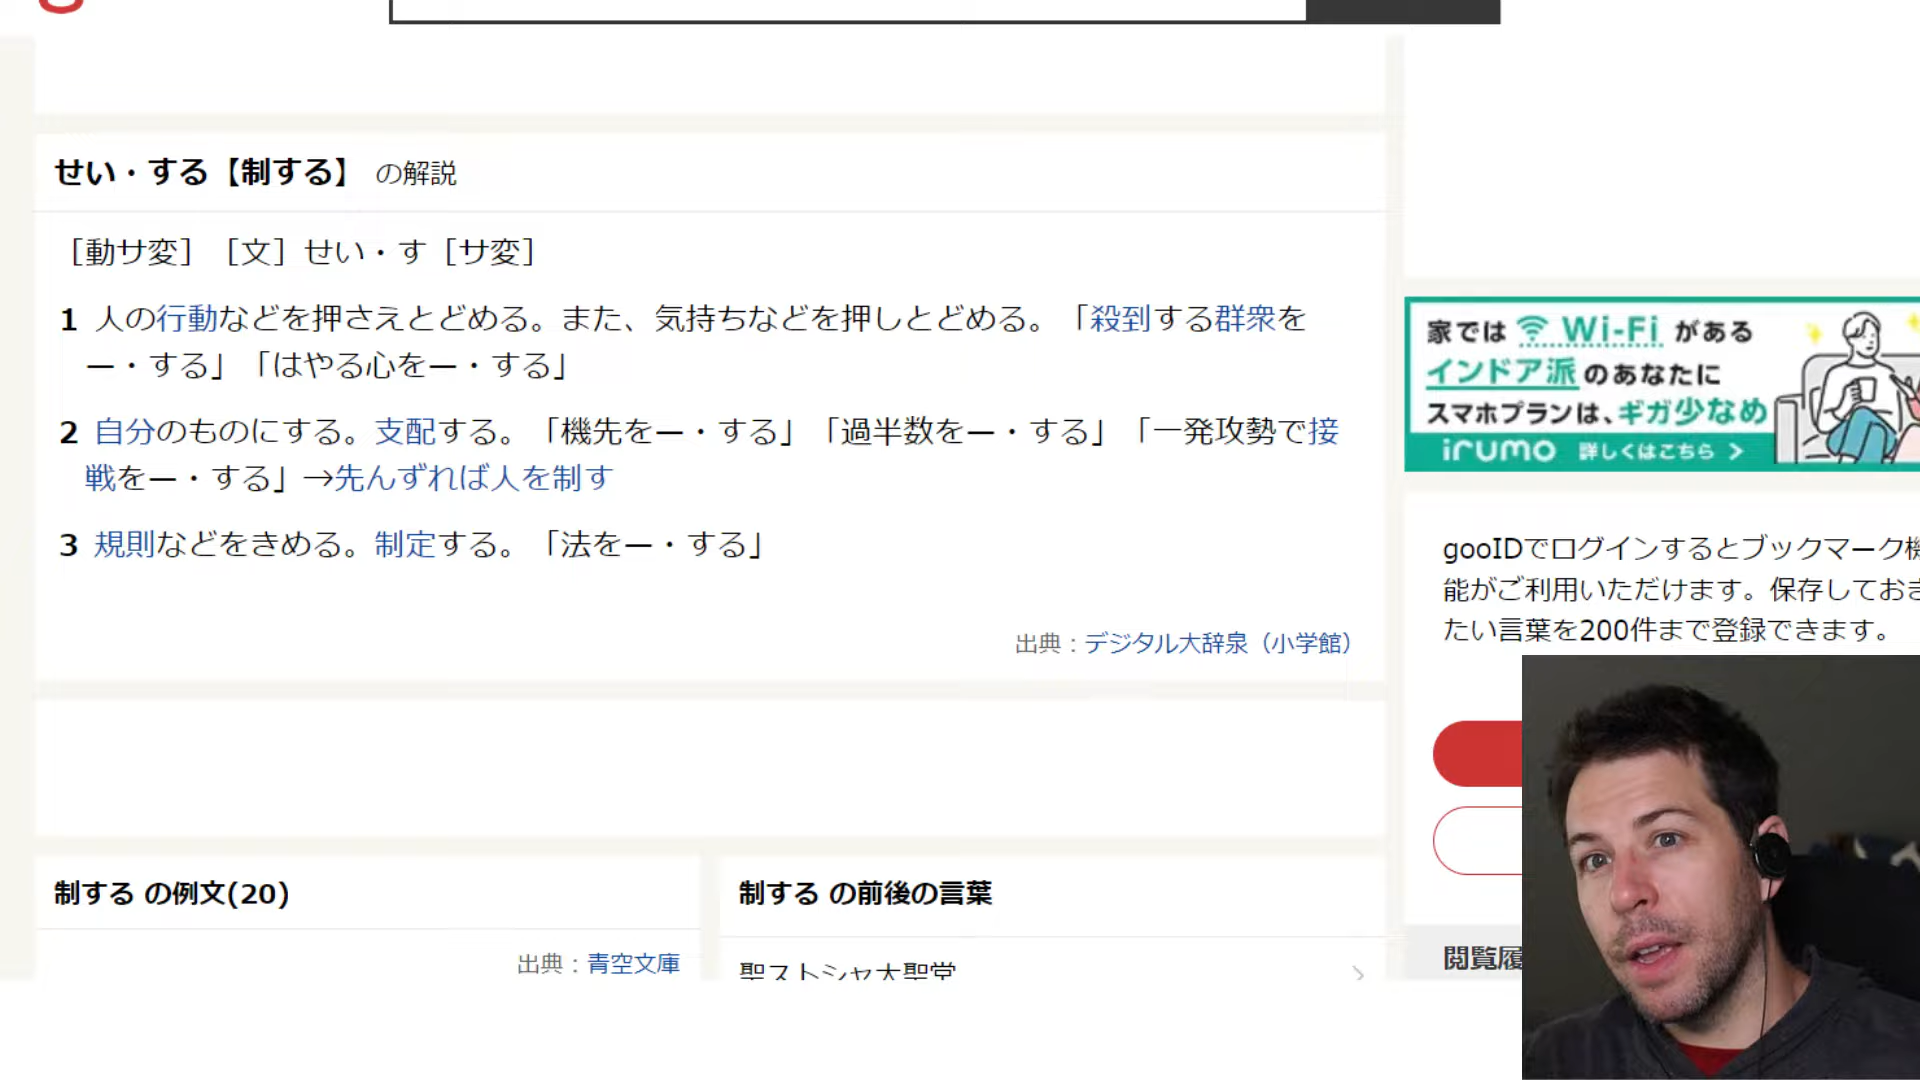 せい・する【制する】 の解説
［動サ変］［文］せい・す［サ変］
1 人の行動などを押さえとどめる。また、気持ちなどを押しとどめる。「殺到する群衆を
―・する」「はやる心を―・する」
2 自分のものにする。支配する。「機先を―・する」「過半数を―・する」「一発攻勢で接
戦を―・する」→先んずれば人を制す
3 規則などをきめる。制定する。「法を―・する」
出典：デジタル大辞泉（小学館）
制する の例文(20)
出典：青空文庫
制する の前後の言葉
聖ストシャ大聖堂
家では Wi-Fi がある
インドア派のあなたに
スマホプランは、ギガ少なめ
irumo 詳しくはこちら
gooIDでログインするとブックマーク機
能がご利用いただけます。保存しておき
たい言葉を200件まで登録できます。
閲覧履